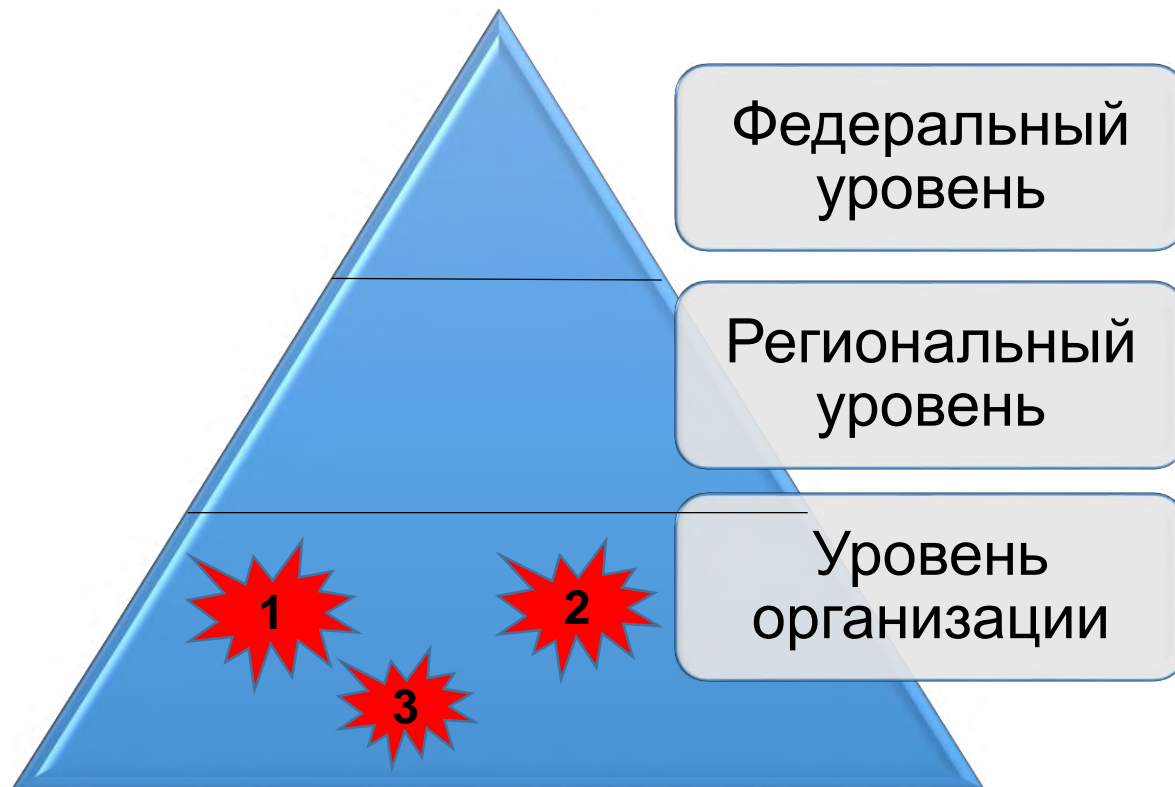 Федеральный
уровень
Региональный
уровень
Уровень
организации
1
2
3